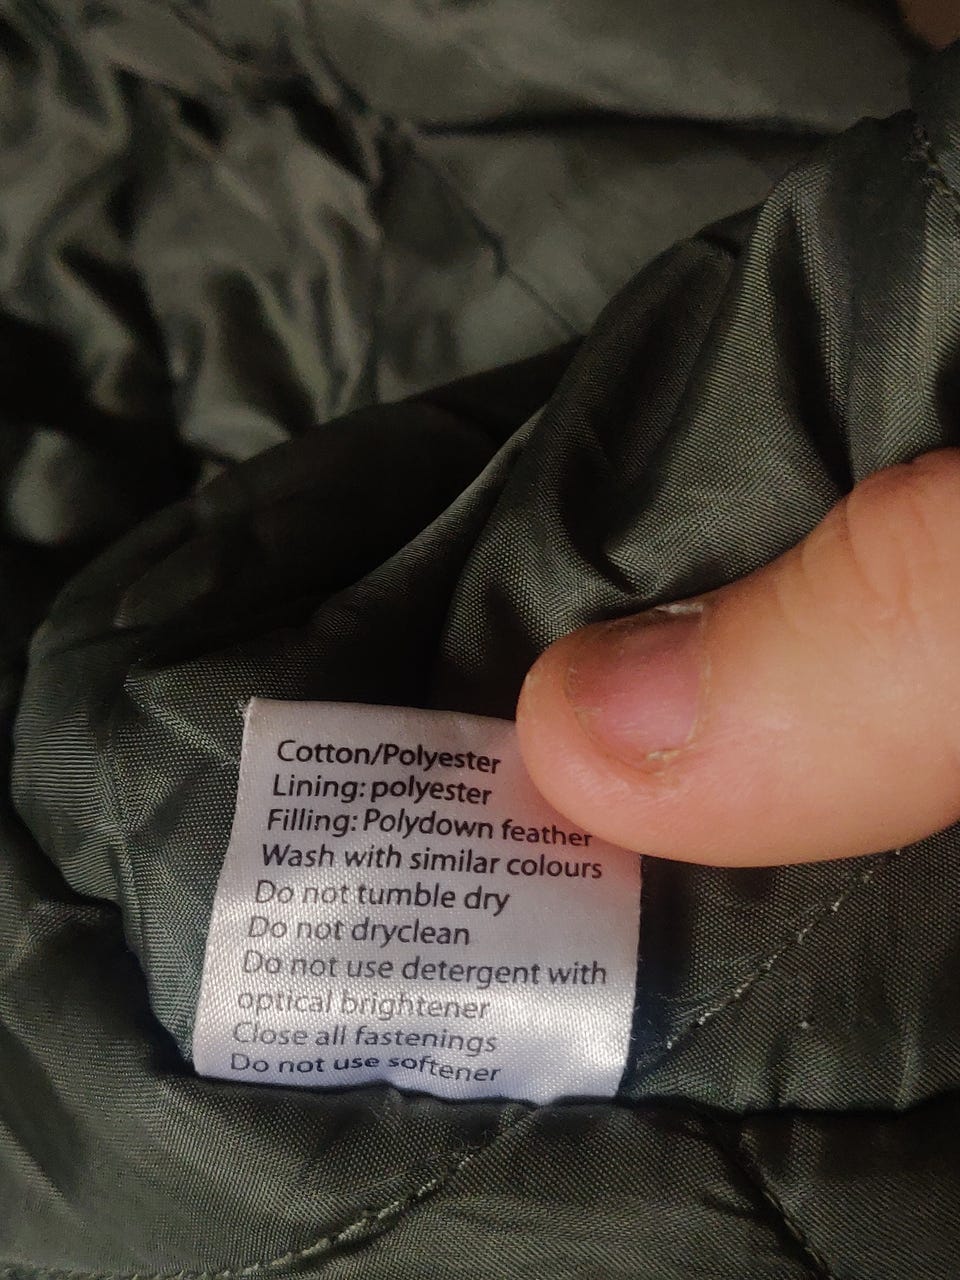 Cotton/Polyester
Lining: polyester
Filling: Polydown feather
Wash with similar colours
Do not tumble dry
Do not dryclean
Do not use detergent with
optical brightener
Close all fastenings
Do not use softener